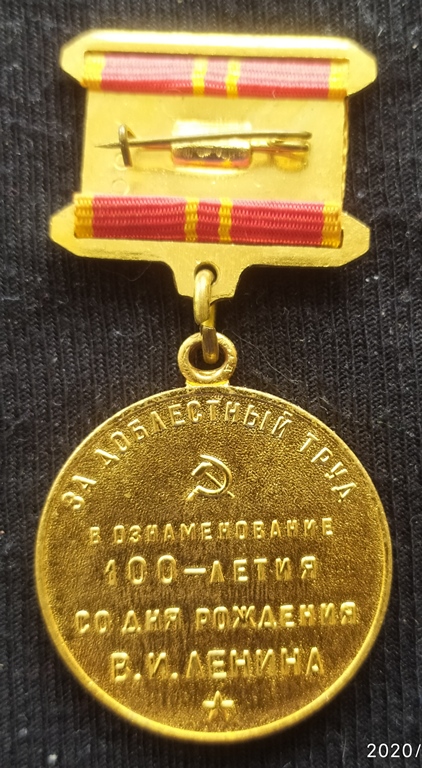 ЗА ДОБЛЕСТНЫЙ ТРУД
В ОЗНАМЕНОВАНИЕ
100-ЛЕТИЯ
СО ДНЯ РОЖДЕНИЯ
В.И.ЛЕНИНА
2020/